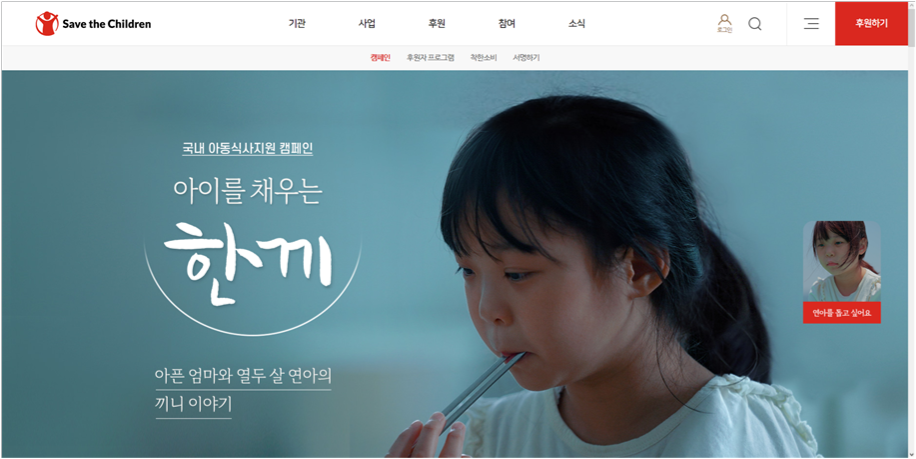 Save the Children
기관
사업
후원
참여
소식
로그인
후원하기
캠페인
후원자 프로그램
착한소비
서명하기
국내 아동식사지원 캠페인
아이를 채우는
한끼
아픈 엄마와 열두 살 연아의
끼니 이야기
연아를 돕고 싶어요